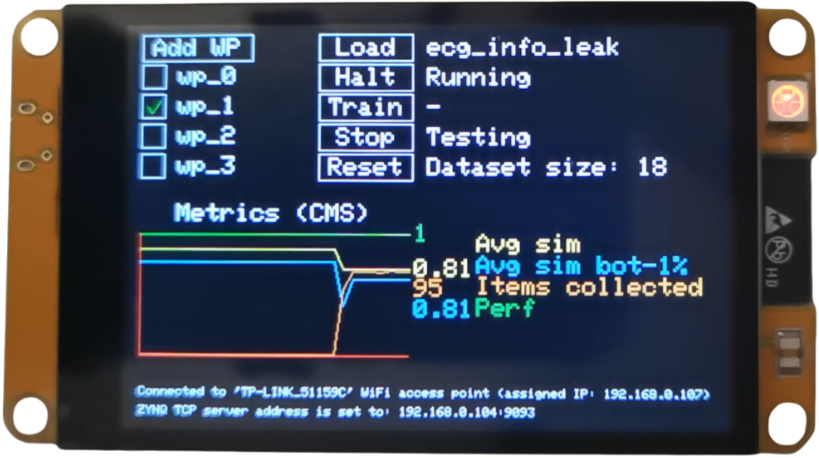 Add WP Load ecg_info_leak
wp_0 Halt Running
wp_1 Train -
wp_2 Stop Testing
wp_3 Reset Dataset size: 18
Metrics (CMS)
1
Avg sim
0.81 Avg sim bot-1%
95 Items collected
0.81 Perf
Connected to 'TP-LINK_51159C' WiFi access point (assigned IP: 192.168.0.107)
ZYNQ TCP server address is set to: 192.168.0.104:9093
HD